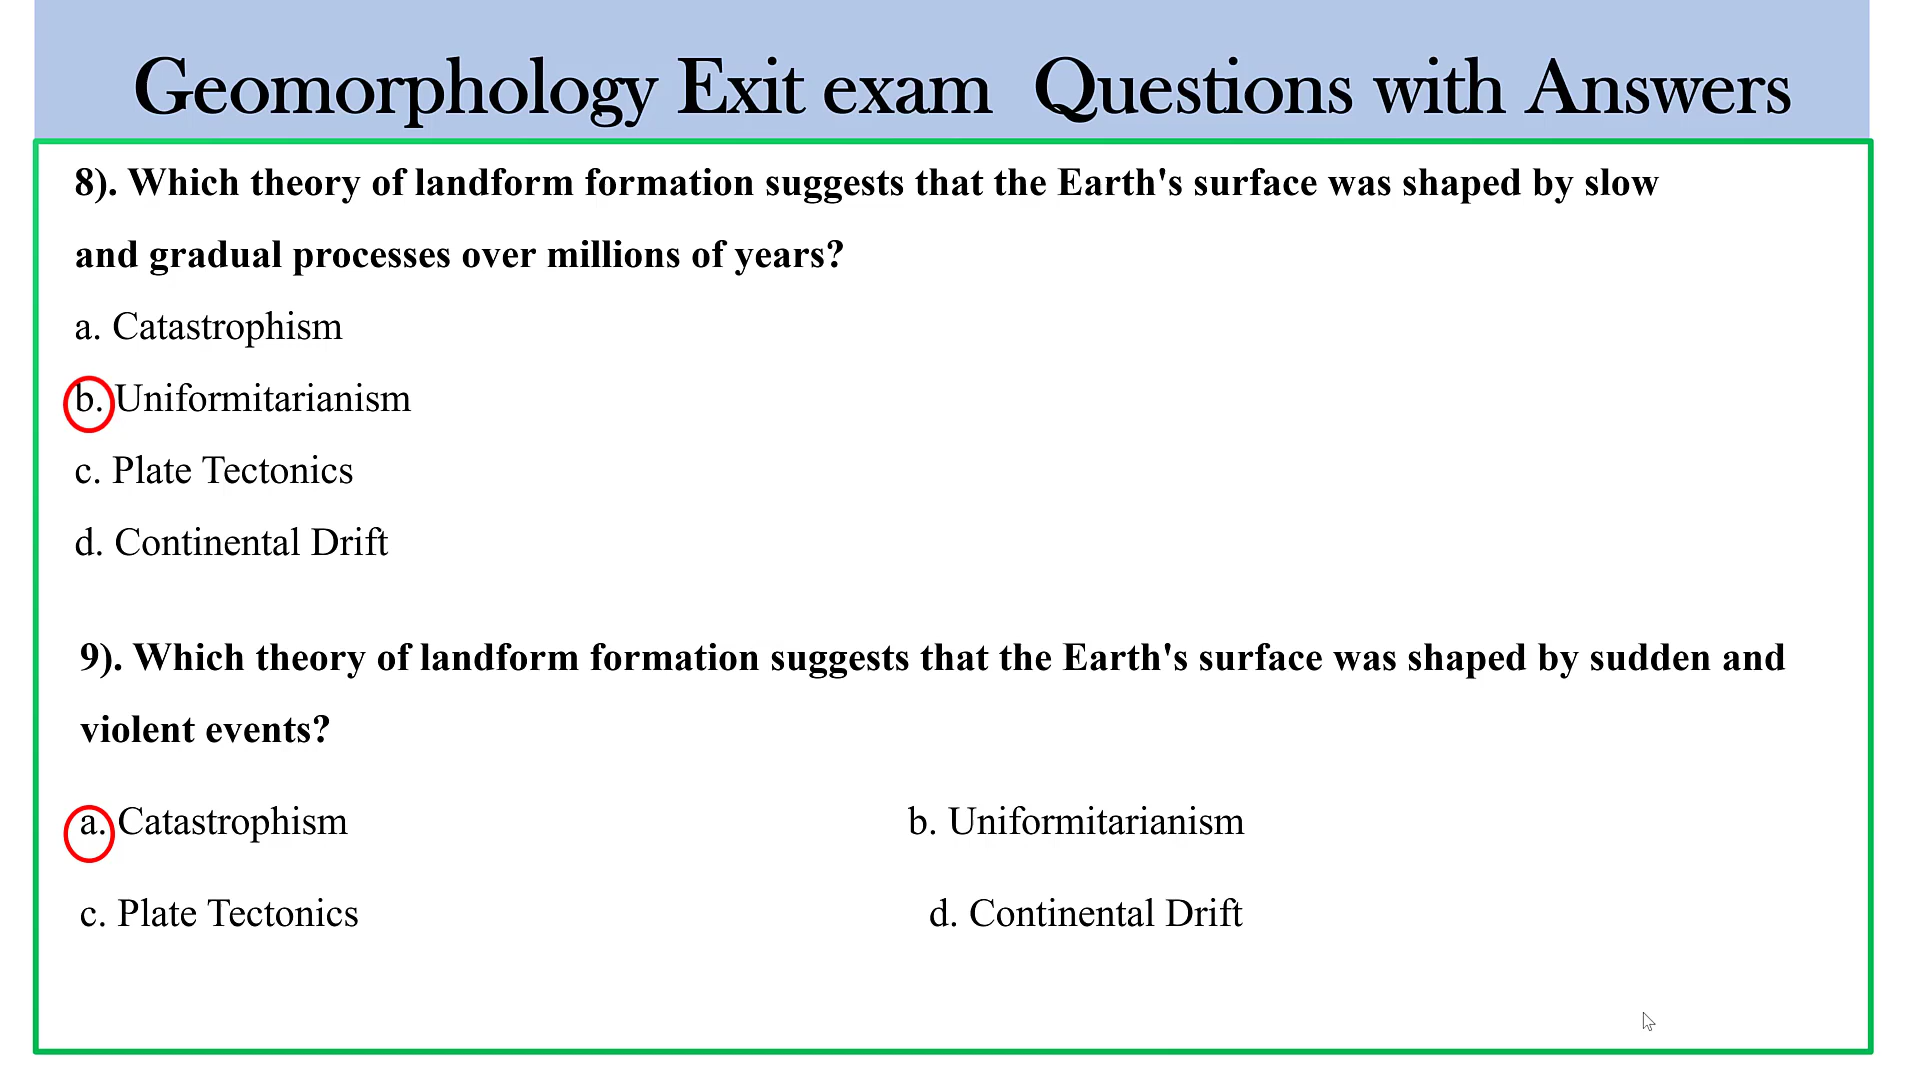 Geomorphology Exit exam Questions with Answers
8). Which theory of landform formation suggests that the Earth's surface was shaped by slow
and gradual processes over millions of years?
a. Catastrophism
b. Uniformitarianism
c. Plate Tectonics
d. Continental Drift
9). Which theory of landform formation suggests that the Earth's surface was shaped by sudden and
violent events?
a. Catastrophism b. Uniformitarianism
c. Plate Tectonics d. Continental Drift